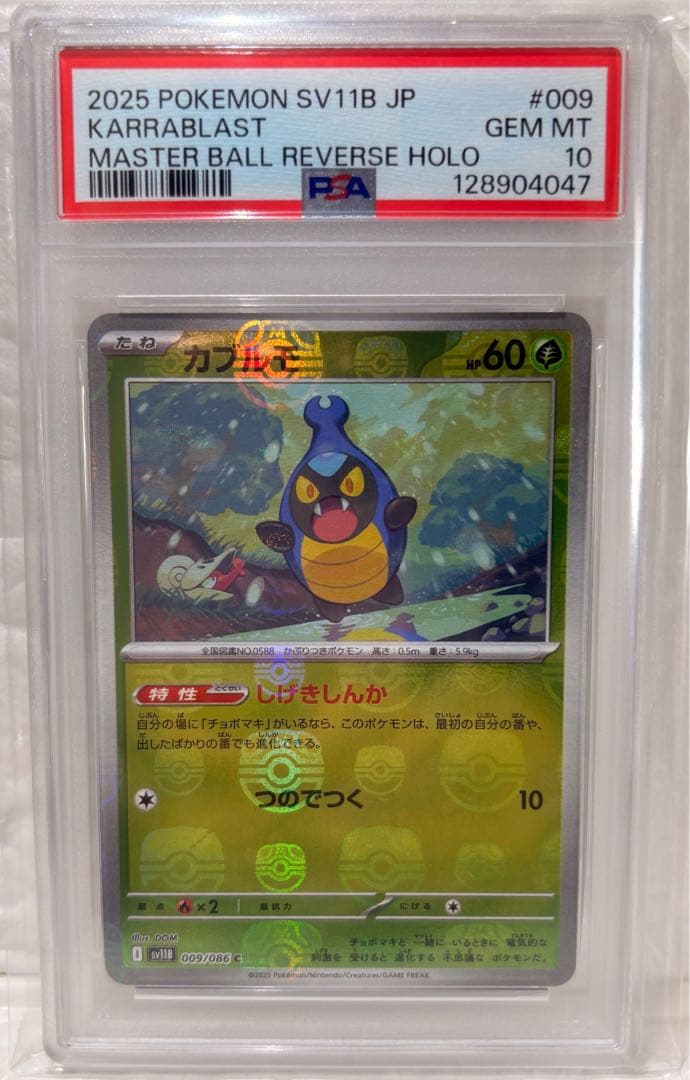 2025 POKEMON SV11B JP #009
KARRABLAST GEM MT
MASTER BALL REVERSE HOLO 10
PSA 128904047
たね カブルモ HP60
全国図鑑NO.0588 かぶりつきポケモン 高さ:0.5m 重さ:5.9kg
特性 とくせい しげきしんか
自分の場に「チョボマキ」がいるなら、このポケモンは、最初の自分の番や、
出したばかりの番でも進化できる。
つのでつく 10
弱点 ×2 抵抗力 にげる
Illus. DOM
チョボマキと 一緒に いるときに 電気的な
I SV11B 009/086 C
刺激を 受けると 進化する 不思議な ポケモンだ。
©2025 Pokémon/Nintendo/Creatures/GAME FREAK.